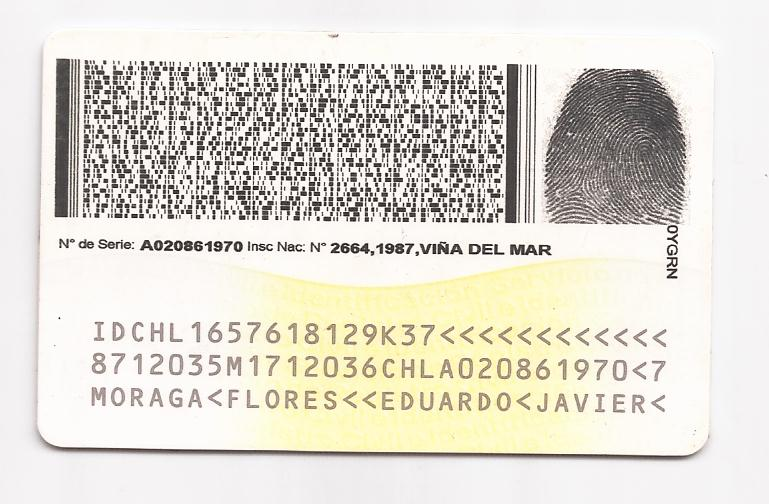 N° de Serie: A020861970 Insc Nac: N° 2664,1987,VIÑA DEL MAR
0YGRN
IDCHL1657618129K37<<<<<<<<<<<<
8712035M1712036CHLA020861970<7
MORAGA<FLORES<<EDUARDO<JAVIER<